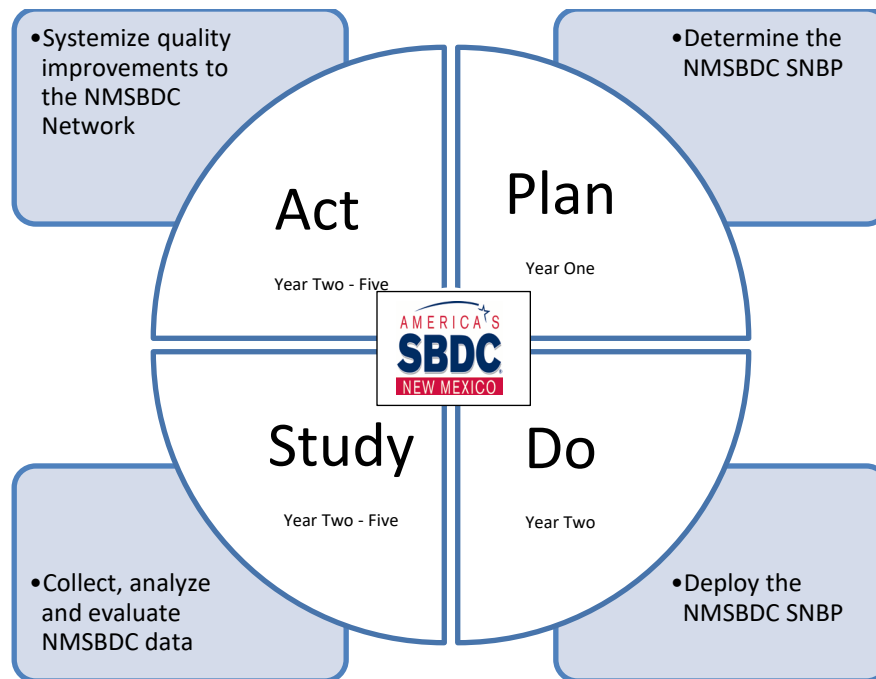 •Systemize quality
improvements to
the NMSBDC
Network
•Determine the
NMSBDC SNBP
Act
Year Two - Five
Plan
Year One
AMERICA'S
SBDC
NEW MEXICO
Study
Year Two - Five
Do
Year Two
•Collect, analyze
and evaluate
NMSBDC data
•Deploy the
NMSBDC SNBP